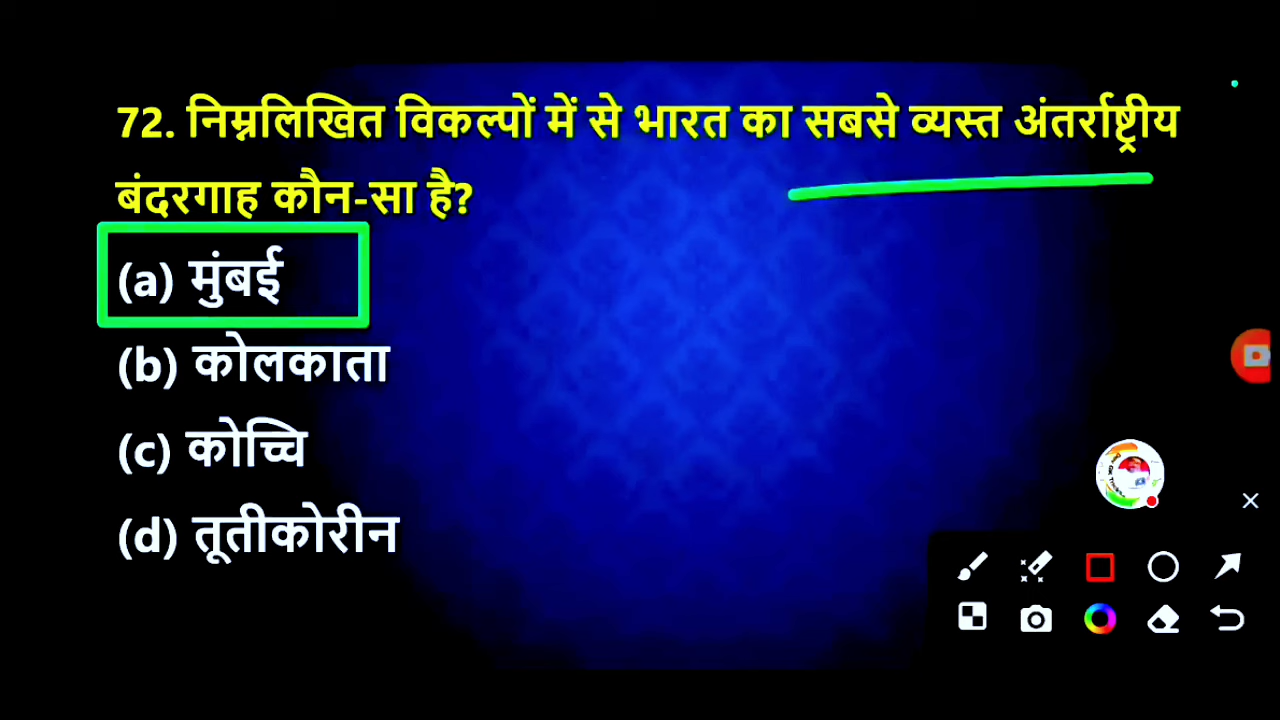 72. निम्नलिखित विकल्पों में से भारत का सबसे व्यस्त अंतर्राष्ट्रीय
बंदरगाह कौन-सा है?
(a) मुंबई
(b) कोलकाता
(c) कोच्चि
(d) तूतीकोरीन